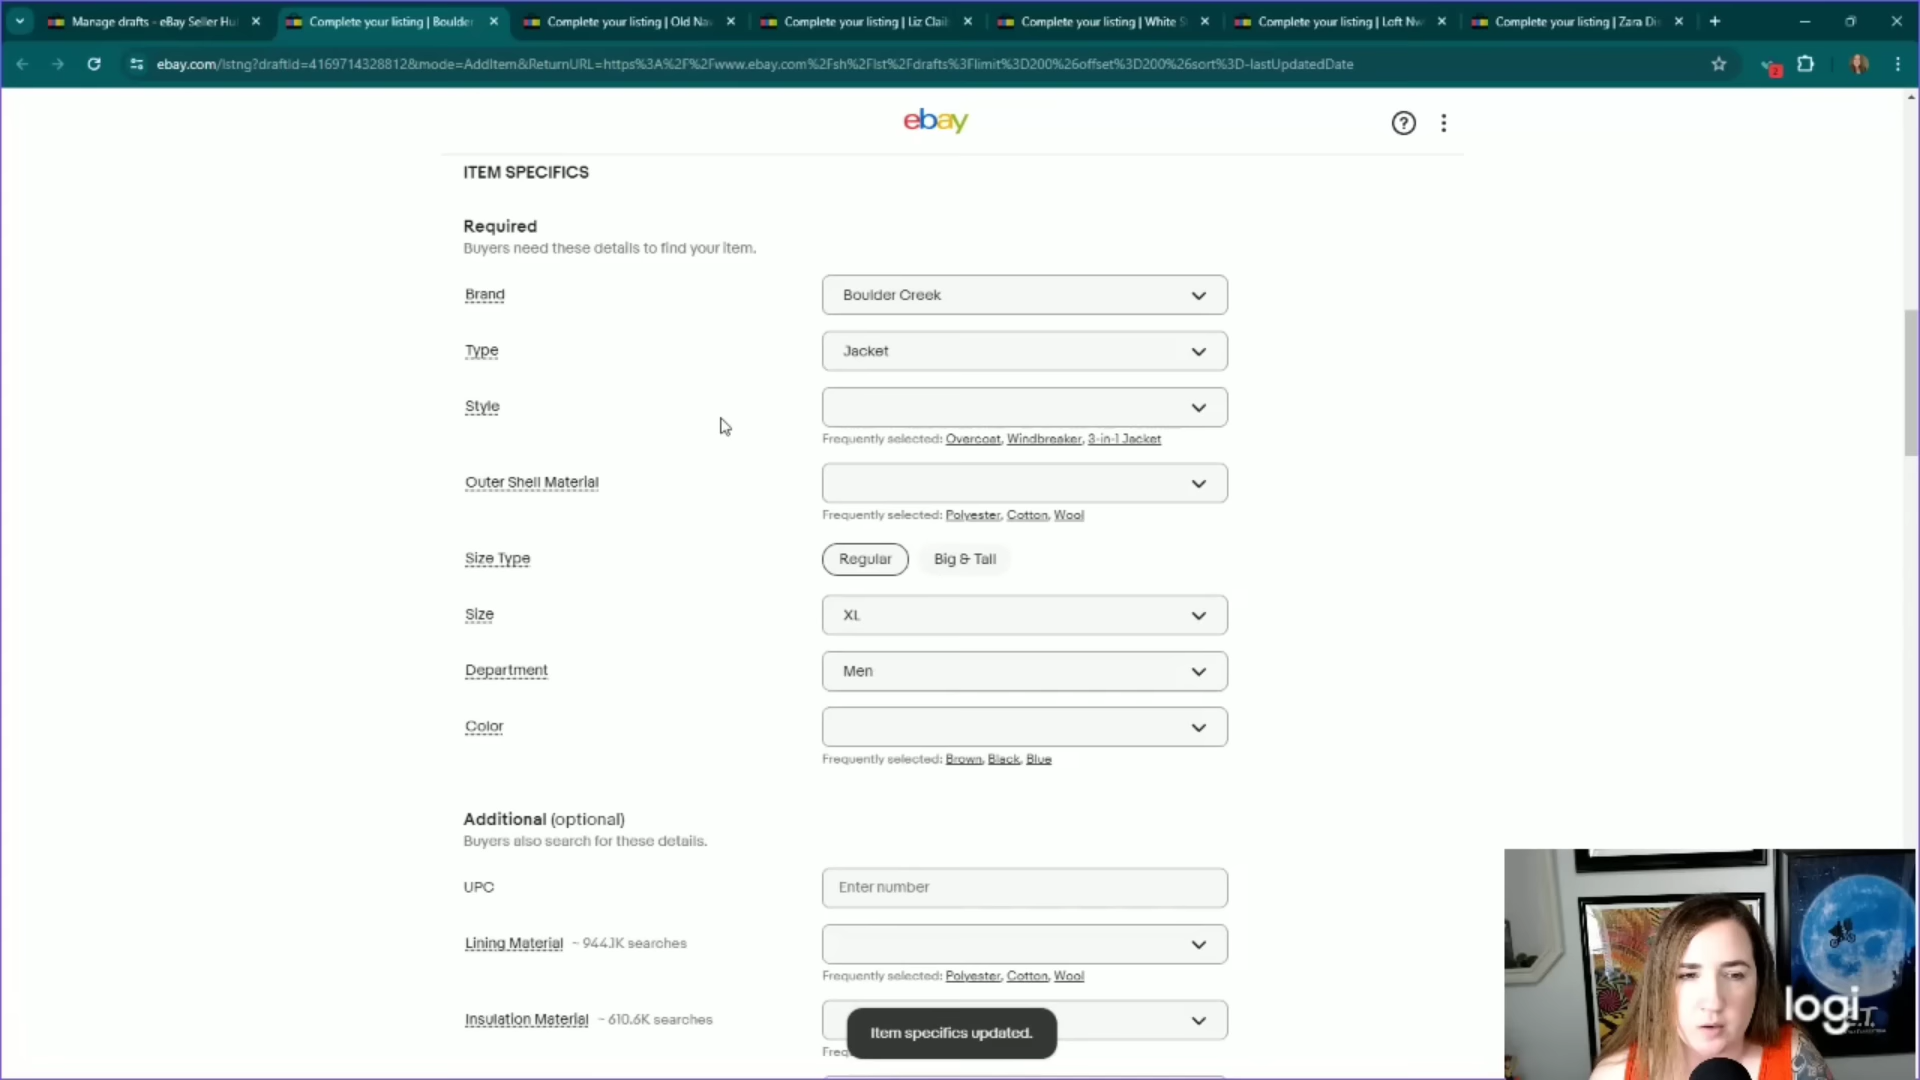 Manage drafts - eBay Seller Hu
Complete your listing | Boulder
Complete your listing | Old Na
Complete your listing | Liz Clai
Complete your listing | White S
Complete your listing | Loft Nw
Complete your listing | Zara Di
ebay.com/lstng?draftId=4169714328812&mode=AddItem&ReturnURL=https%3A%2F%2Fwww.ebay.com%2Fsh%2Flst%2Fdrafts%3Flimit%3D200%26offset%3D200%26sort%3D-lastUpdatedDate
2
ebay
?
ITEM SPECIFICS
Required
Buyers need these details to find your item.
Brand
Boulder Creek
Type
Jacket
Style
Frequently selected: Overcoat, Windbreaker, 3-in-1 Jacket
Outer Shell Material
Frequently selected: Polyester, Cotton, Wool
Size Type
Regular
Big & Tall
Size
XL
Department
Men
Color
Frequently selected: Brown, Black, Blue
Additional (optional)
Buyers also search for these details.
UPC
Enter number
Lining Material ~ 944.1K searches
Frequently selected: Polyester, Cotton, Wool
Insulation Material ~ 610.6K searches
Item specifics updated.
logi